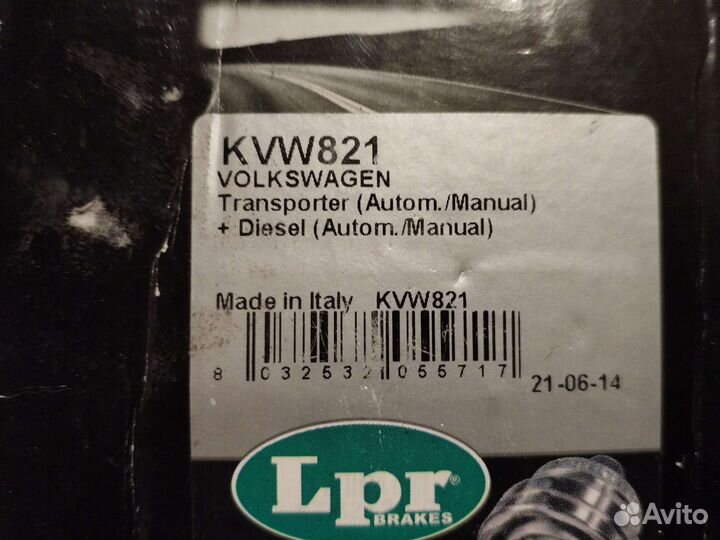 KVW821
VOLKSWAGEN
Transporter (Autom./Manual)
+ Diesel (Autom./Manual)
Made in Italy KVW821
8 032532 055717
21-06-14
Lpr®
BRAKES
Avito